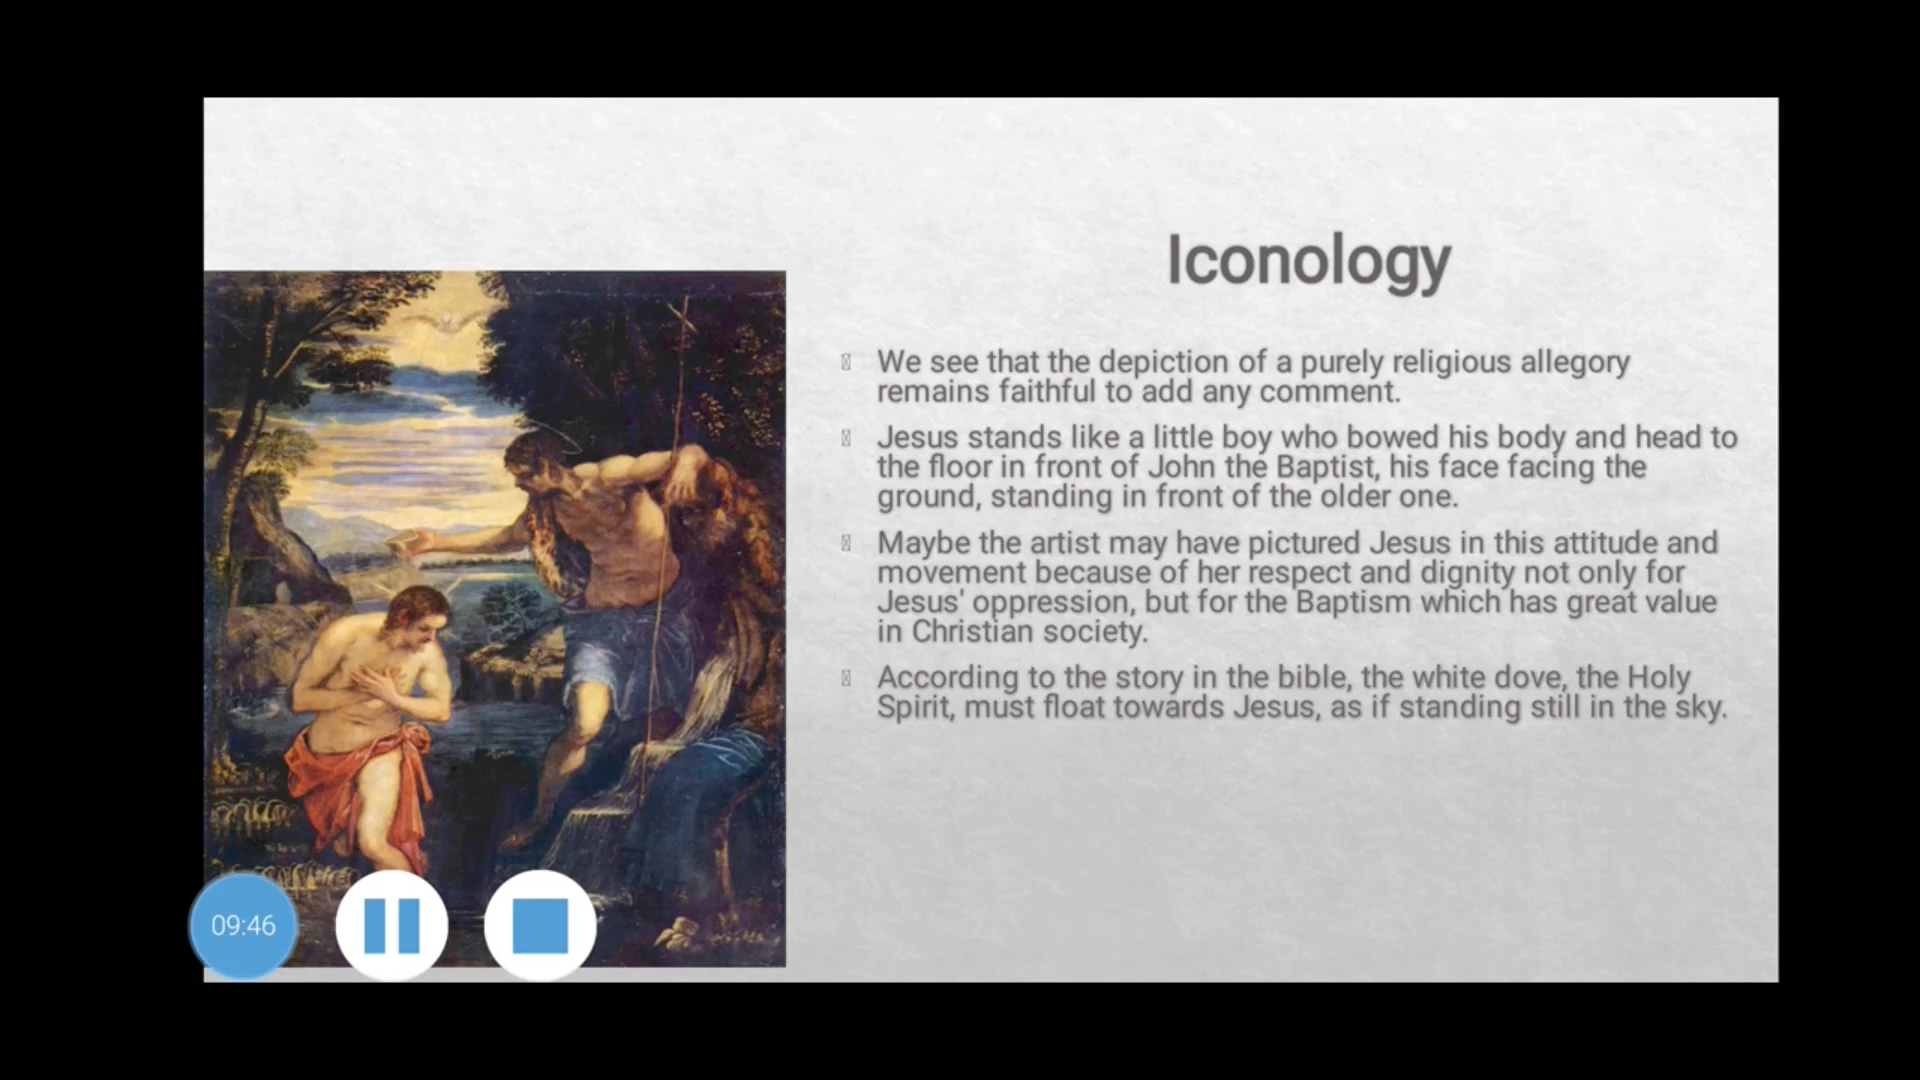 Iconology
We see that the depiction of a purely religious allegory
remains faithful to add any comment.
Jesus stands like a little boy who bowed his body and head to
the floor in front of John the Baptist, his face facing the
ground, standing in front of the older one.
Maybe the artist may have pictured Jesus in this attitude and
movement because of her respect and dignity not only for
Jesus' oppression, but for the Baptism which has great value
in Christian society.
According to the story in the bible, the white dove, the Holy
Spirit, must float towards Jesus, as if standing still in the sky.
09:46